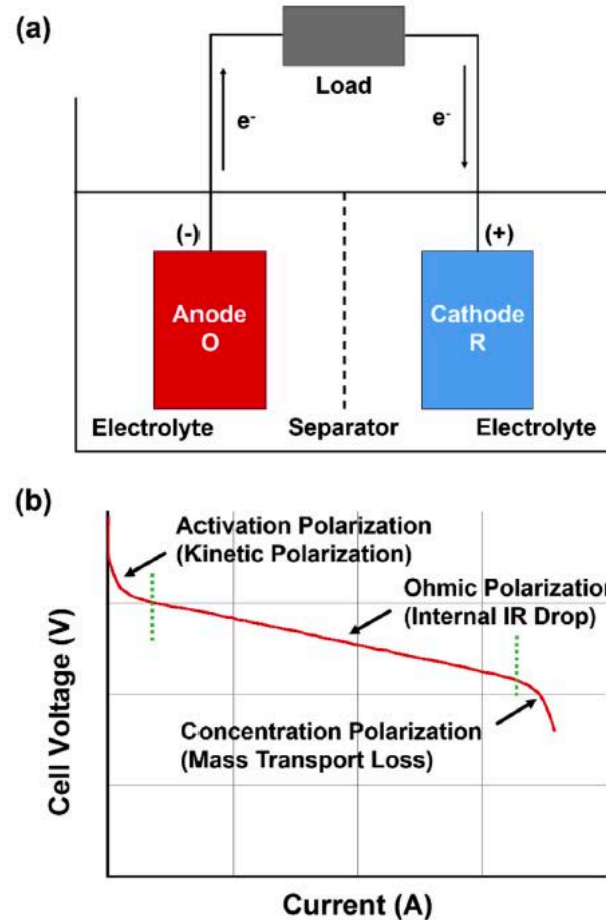 (a)
Load
e-
e-
(-)
(+)
Anode
O
Cathode
R
Electrolyte
Separator
Electrolyte
(b)
Activation Polarization
(Kinetic Polarization)
Ohmic Polarization
(Internal IR Drop)
Concentration Polarization
(Mass Transport Loss)
Cell Voltage (V)
Current (A)